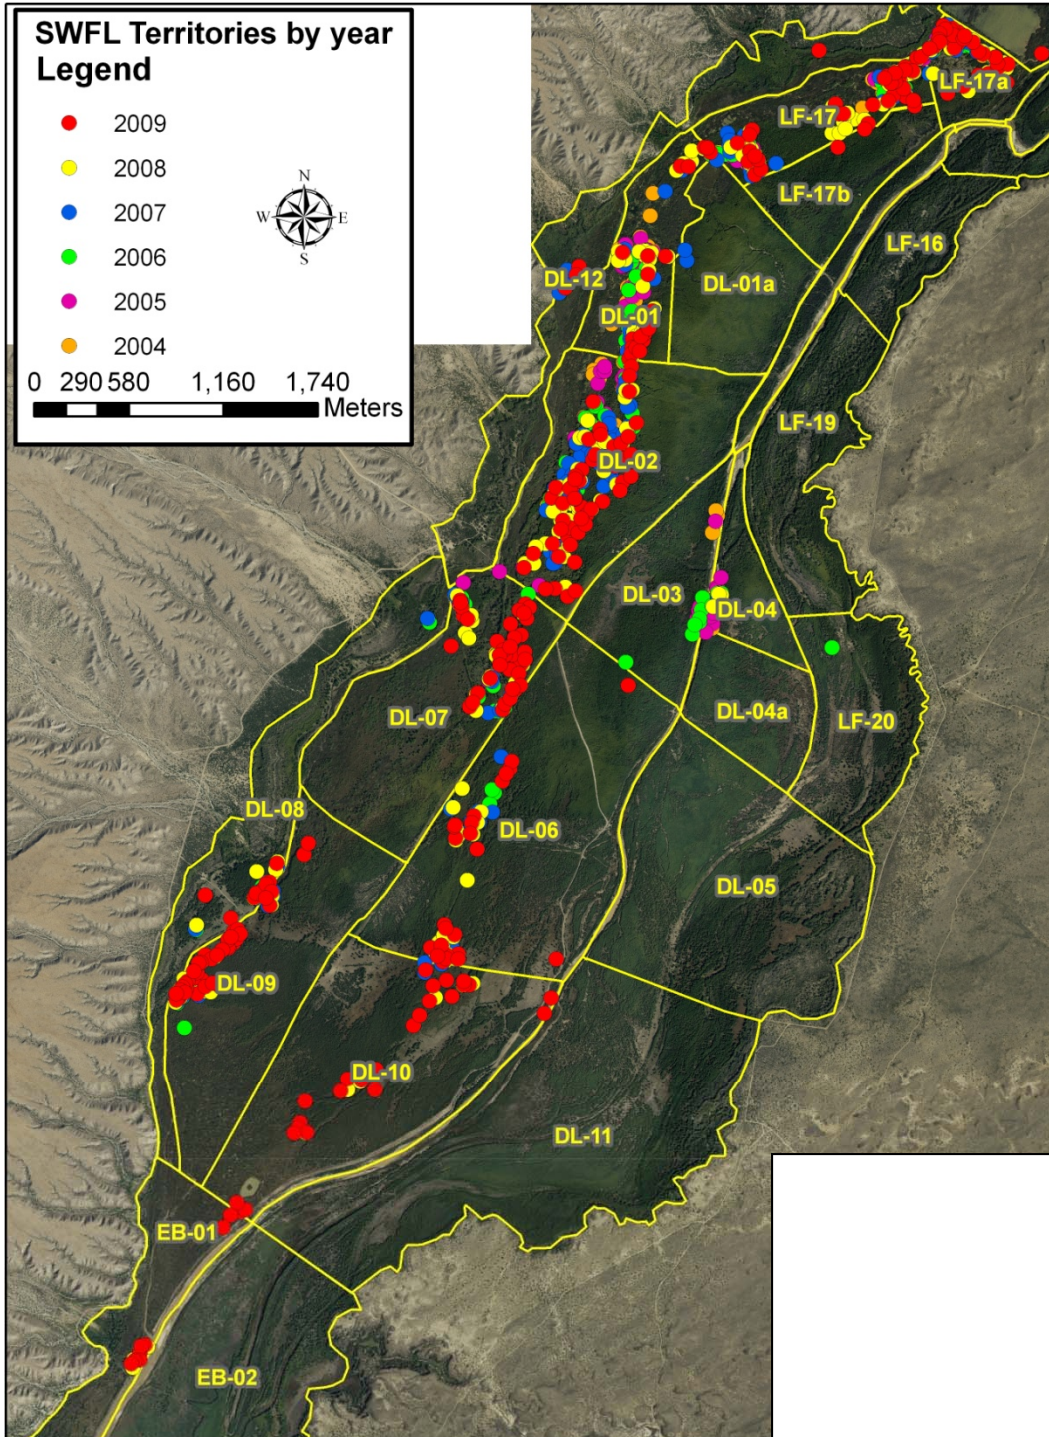 SWFL Territories by year
Legend
2009
2008
2007
2006
2005
2004
N
W E
S
0 290 580 1,160 1,740
Meters
LF-17a
LF-17
LF-17b
LF-16
DL-12
DL-01a
DL-01
LF-19
DL-02
DL-03
DL-04
DL-04a
LF-20
DL-07
DL-08
DL-06
DL-05
DL-09
DL-10
DL-11
EB-01
EB-02